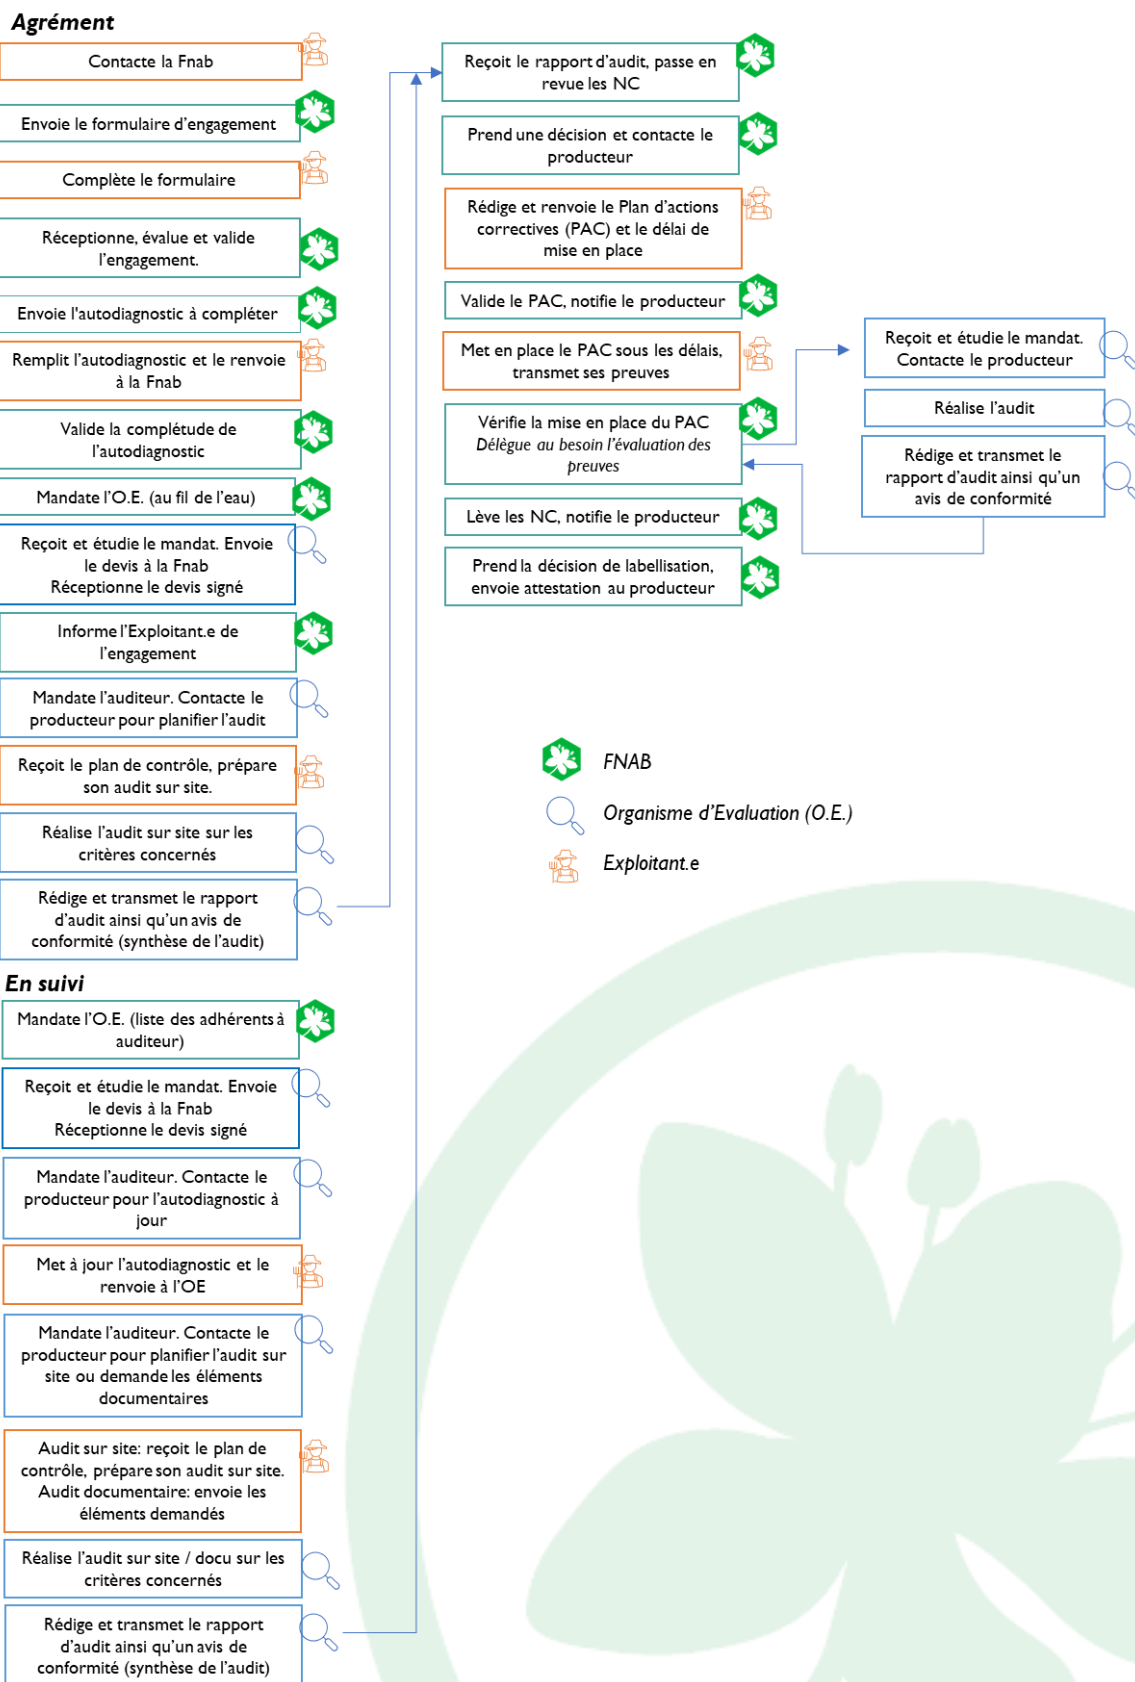 Agrément
Contacte la Fnab
Envoie le formulaire d'engagement
Complète le formulaire
Réceptionne, évalue et valide
l'engagement.
Envoie l'autodiagnostic à compléter
Remplit l'autodiagnostic et le renvoie
à la Fnab
Valide la complétude de
l'autodiagnostic
Mandate l'O.E. (au fil de l'eau)
Reçoit et étudie le mandat. Envoie
le devis à la Fnab
Réceptionne le devis signé
Informe l'Exploitant.e de
l'engagement
Mandate l'auditeur. Contacte le
producteur pour planifier l'audit
Reçoit le plan de contrôle, prépare
son audit sur site.
Réalise l'audit sur site sur les
critères concernés
Rédige et transmet le rapport
d'audit ainsi qu'un avis de
conformité (synthèse de l'audit)
En suivi
Mandate l'O.E. (liste des adhérents à
auditeur)
Reçoit et étudie le mandat. Envoie
le devis à la Fnab
Réceptionne le devis signé
Mandate l'auditeur. Contacte le
producteur pour l'autodiagnostic à
jour
Met à jour l'autodiagnostic et le
renvoie à l'OE
Mandate l'auditeur. Contacte le
producteur pour planifier l'audit sur
site ou demande les éléments
documentaires
Audit sur site: reçoit le plan de
contrôle, prépare son audit sur site.
Audit documentaire: envoie les
éléments demandés
Réalise l'audit sur site / docu sur les
critères concernés
Rédige et transmet le rapport
d'audit ainsi qu'un avis de
conformité (synthèse de l'audit)
Reçoit le rapport d'audit, passe en
revue les NC
Prend une décision et contacte le
producteur
Rédige et renvoie le Plan d'actions
correctives (PAC) et le délai de
mise en place
Valide le PAC, notifie le producteur
Met en place le PAC sous les délais,
transmet ses preuves
Vérifie la mise en place du PAC
Délègue au besoin l'évaluation des
preuves
Lève les NC, notifie le producteur
Prend la décision de labellisation,
envoie attestation au producteur
Reçoit et étudie le mandat.
Contacte le producteur
Réalise l'audit
Rédige et transmet le
rapport d'audit ainsi qu'un
avis de conformité
FNAB
Organisme d'Evaluation (O.E.)
Exploitant.e